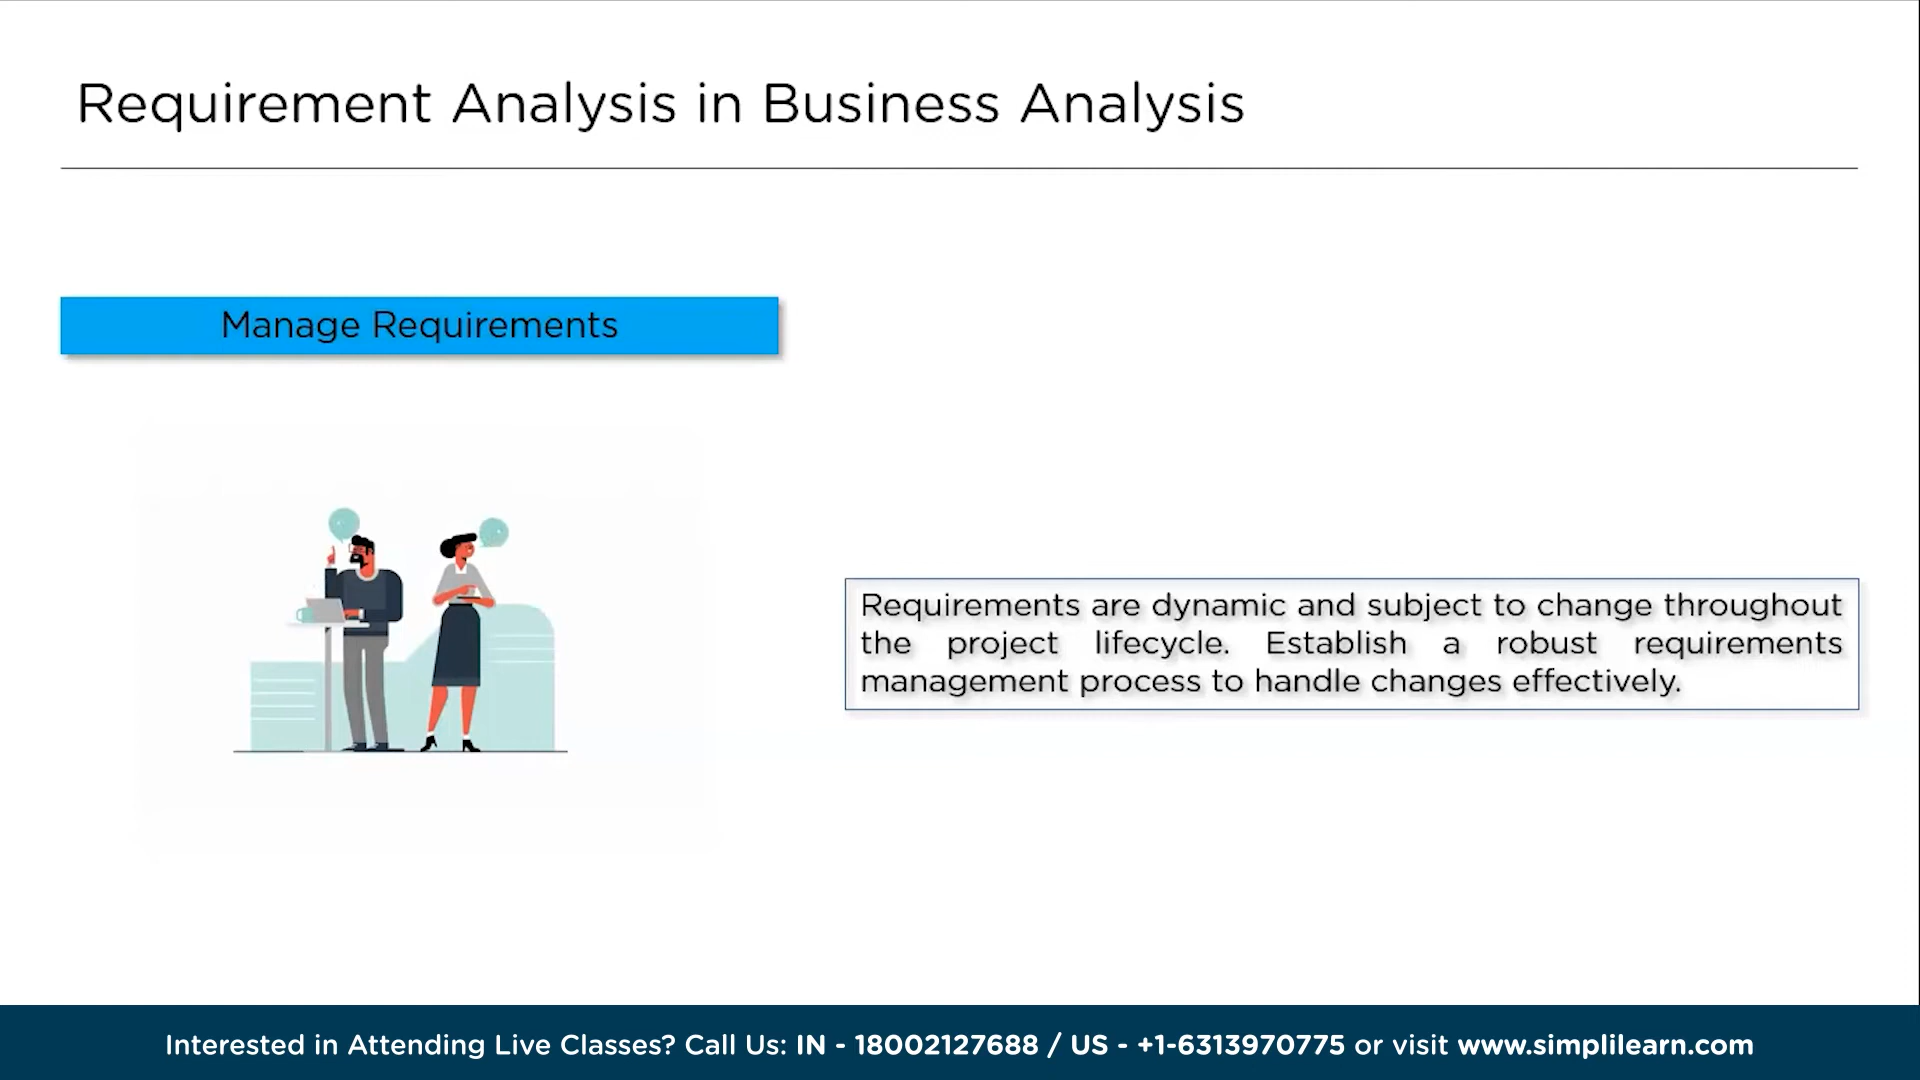 Requirement Analysis in Business Analysis
Manage Requirements
Requirements are dynamic and subject to change throughout
the project lifecycle. Establish a robust requirements
management process to handle changes effectively.
Interested in Attending Live Classes? Call Us: IN - 18002127688 / US - +1-6313970775 or visit www.simplilearn.com